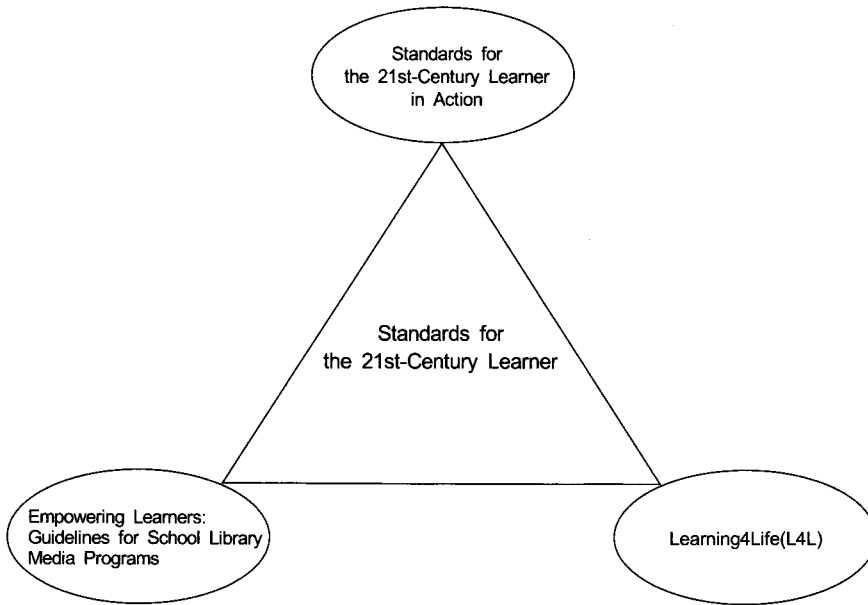 Standards for
the 21st-Century Learner
in Action
Standards for
the 21st-Century Learner
Empowering Learners:
Guidelines for School Library
Media Programs
Learning4Life(L4L)